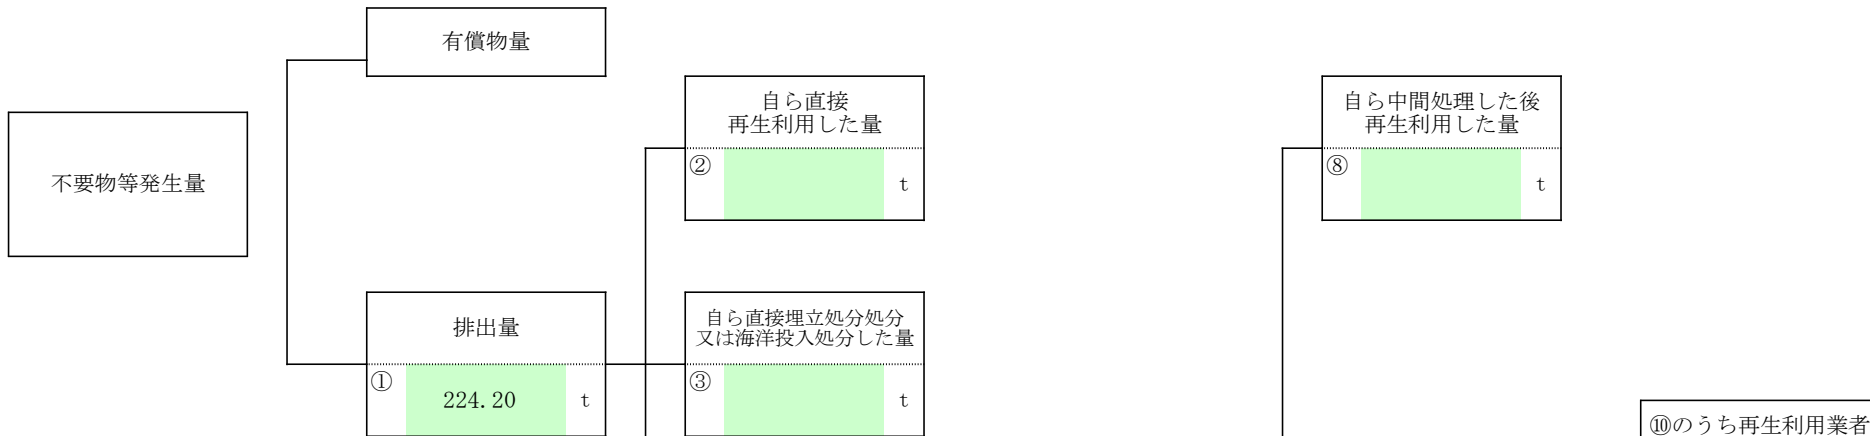 有償物量
自ら直接
再生利用した量
② t
自ら中間処理した後
再生利用した量
⑧ t
不要物等発生量
排出量
① 224.20 t
自ら直接埋立処分処分
又は海洋投入処分した量
③ t
⑩のうち再生利用業者